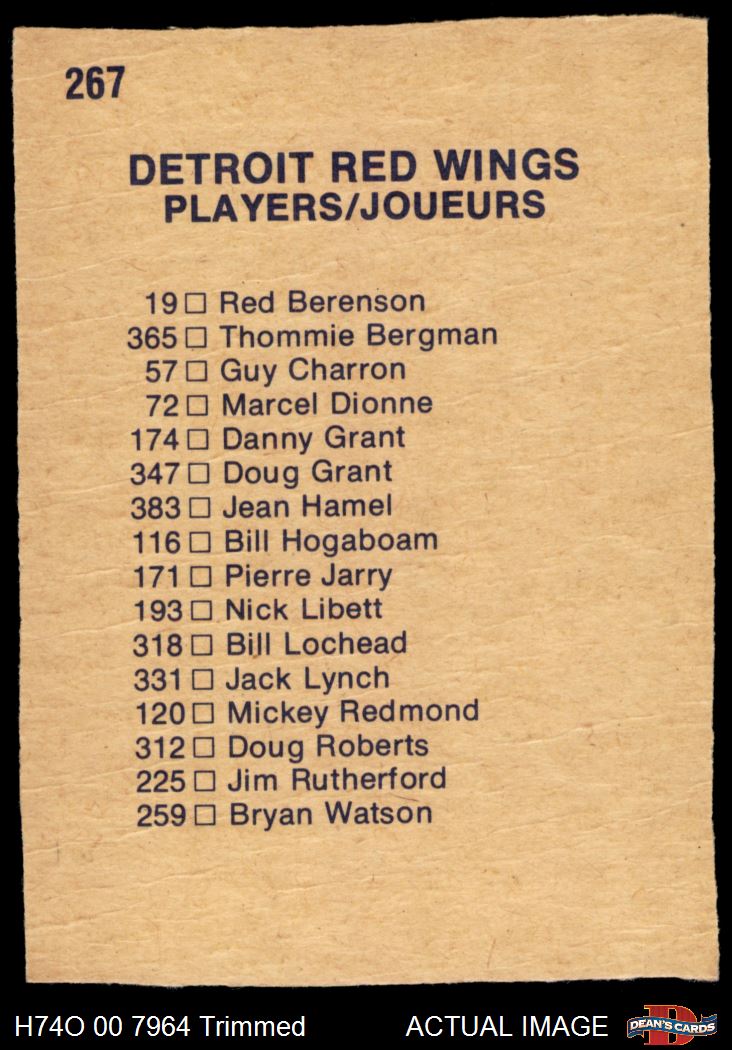 267
DETROIT RED WINGS
PLAYERS/JOUEURS
19 □ Red Berenson
365 □ Thommie Bergman
57 □ Guy Charron
72 □ Marcel Dionne
174 □ Danny Grant
347 □ Doug Grant
383 □ Jean Hamel
116 □ Bill Hogaboam
171 □ Pierre Jarry
193 □ Nick Libett
318 □ Bill Lochead
331 □ Jack Lynch
120 □ Mickey Redmond
312 □ Doug Roberts
225 □ Jim Rutherford
259 □ Bryan Watson
H74O 00 7964 Trimmed ACTUAL IMAGE DEAN'S CARDS